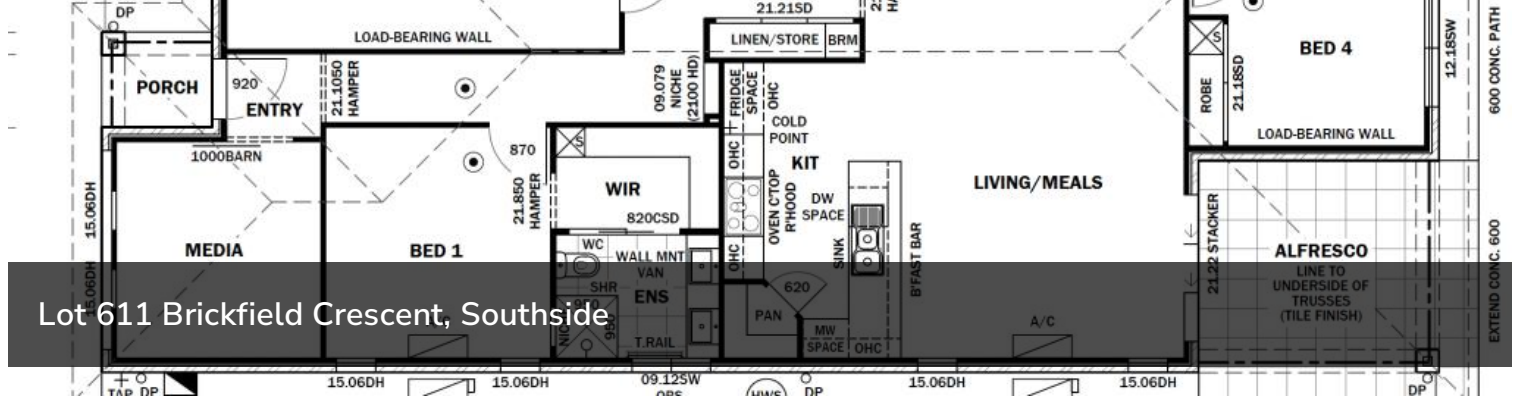 DP
21.21SD
LOAD-BEARING WALL
LINEN/STORE
BRM
S
BED 4
12.18SW
600 CONC. PATH
PORCH
920
ENTRY
21.1050
HAMPER
09.079
NICHE
(2100 HD)
FRIDGE
SPACE
OHC
COLD
POINT
ROBE
21.18SD
LOAD-BEARING WALL
1000BARN
870
S
OHC
KIT
LIVING/MEALS
WIR
21.850
HAMPER
820CSD
OVEN C'TOP
R'HOOD
DW
SPACE
15.06DH
MEDIA
BED 1
WC
WALL MNT
VAN
OHC
SINK
B'FAST BAR
21.22 STACKER
ALFRESCO
LINE TO
UNDERSIDE OF
TRUSSES
(TILE FINISH)
EXTEND CONC. 600
15.06DH
SHR
ENS
620
950
950
Lot 611 Brickfield Crescent, Southside
PAN
A/C
T.RAIL
MW
SPACE
OHC
15.06DH
15.06DH
09.12SW
OBS
15.06DH
15.06DH
TAP
DP
HWS
DP
DP